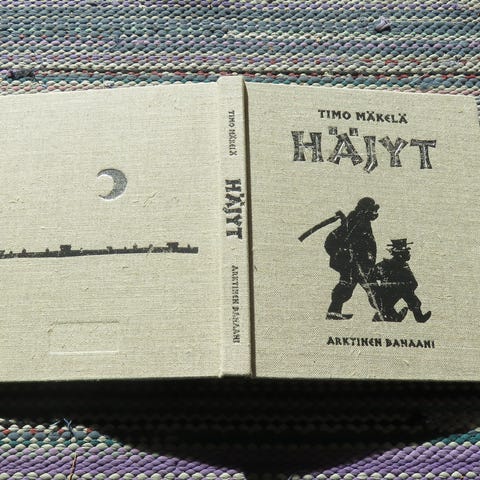 TIMO MÄKELÄ
HÄJYT
ARKTINEN BANAANI
TIMO MÄKELÄ
HÄJYT
ARKTINEN BANAANI